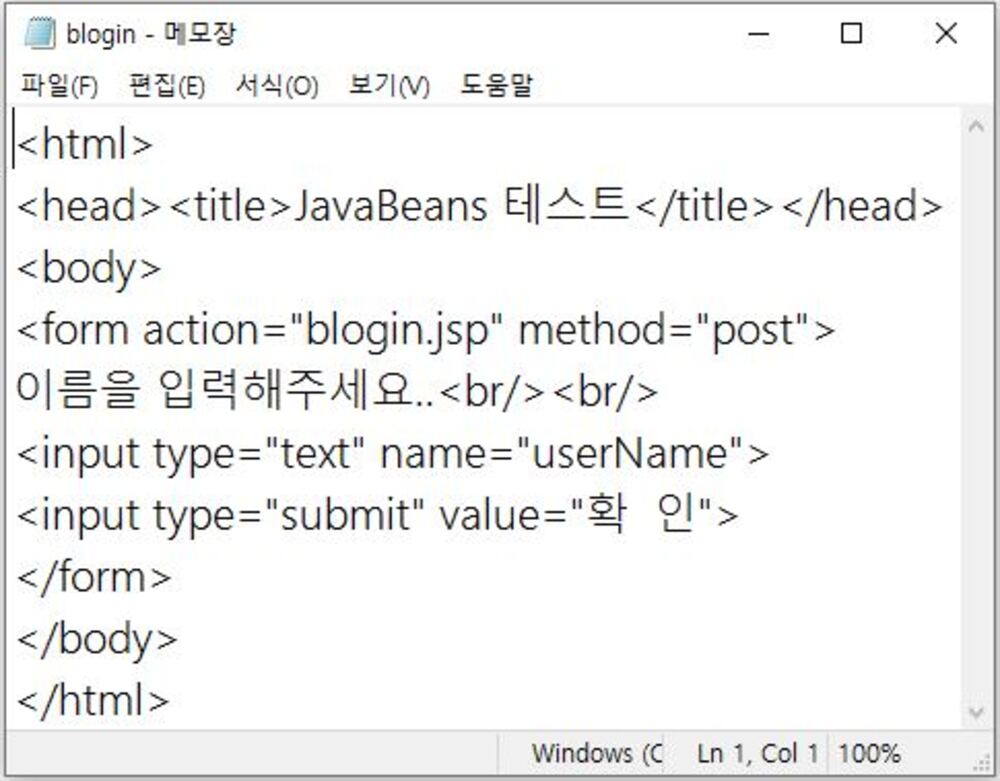 blogin - 메모장
파일(F) 편집(E) 서식(O) 보기(V) 도움말
<html>
<head><title>JavaBeans 테스트</title></head>
<body>
<form action="blogin.jsp" method="post">
이름을 입력해주세요..<br/><br/>
<input type="text" name="userName">
<input type="submit" value="확  인">
</form>
</body>
</html>
Windows (C Ln 1, Col 1 100%